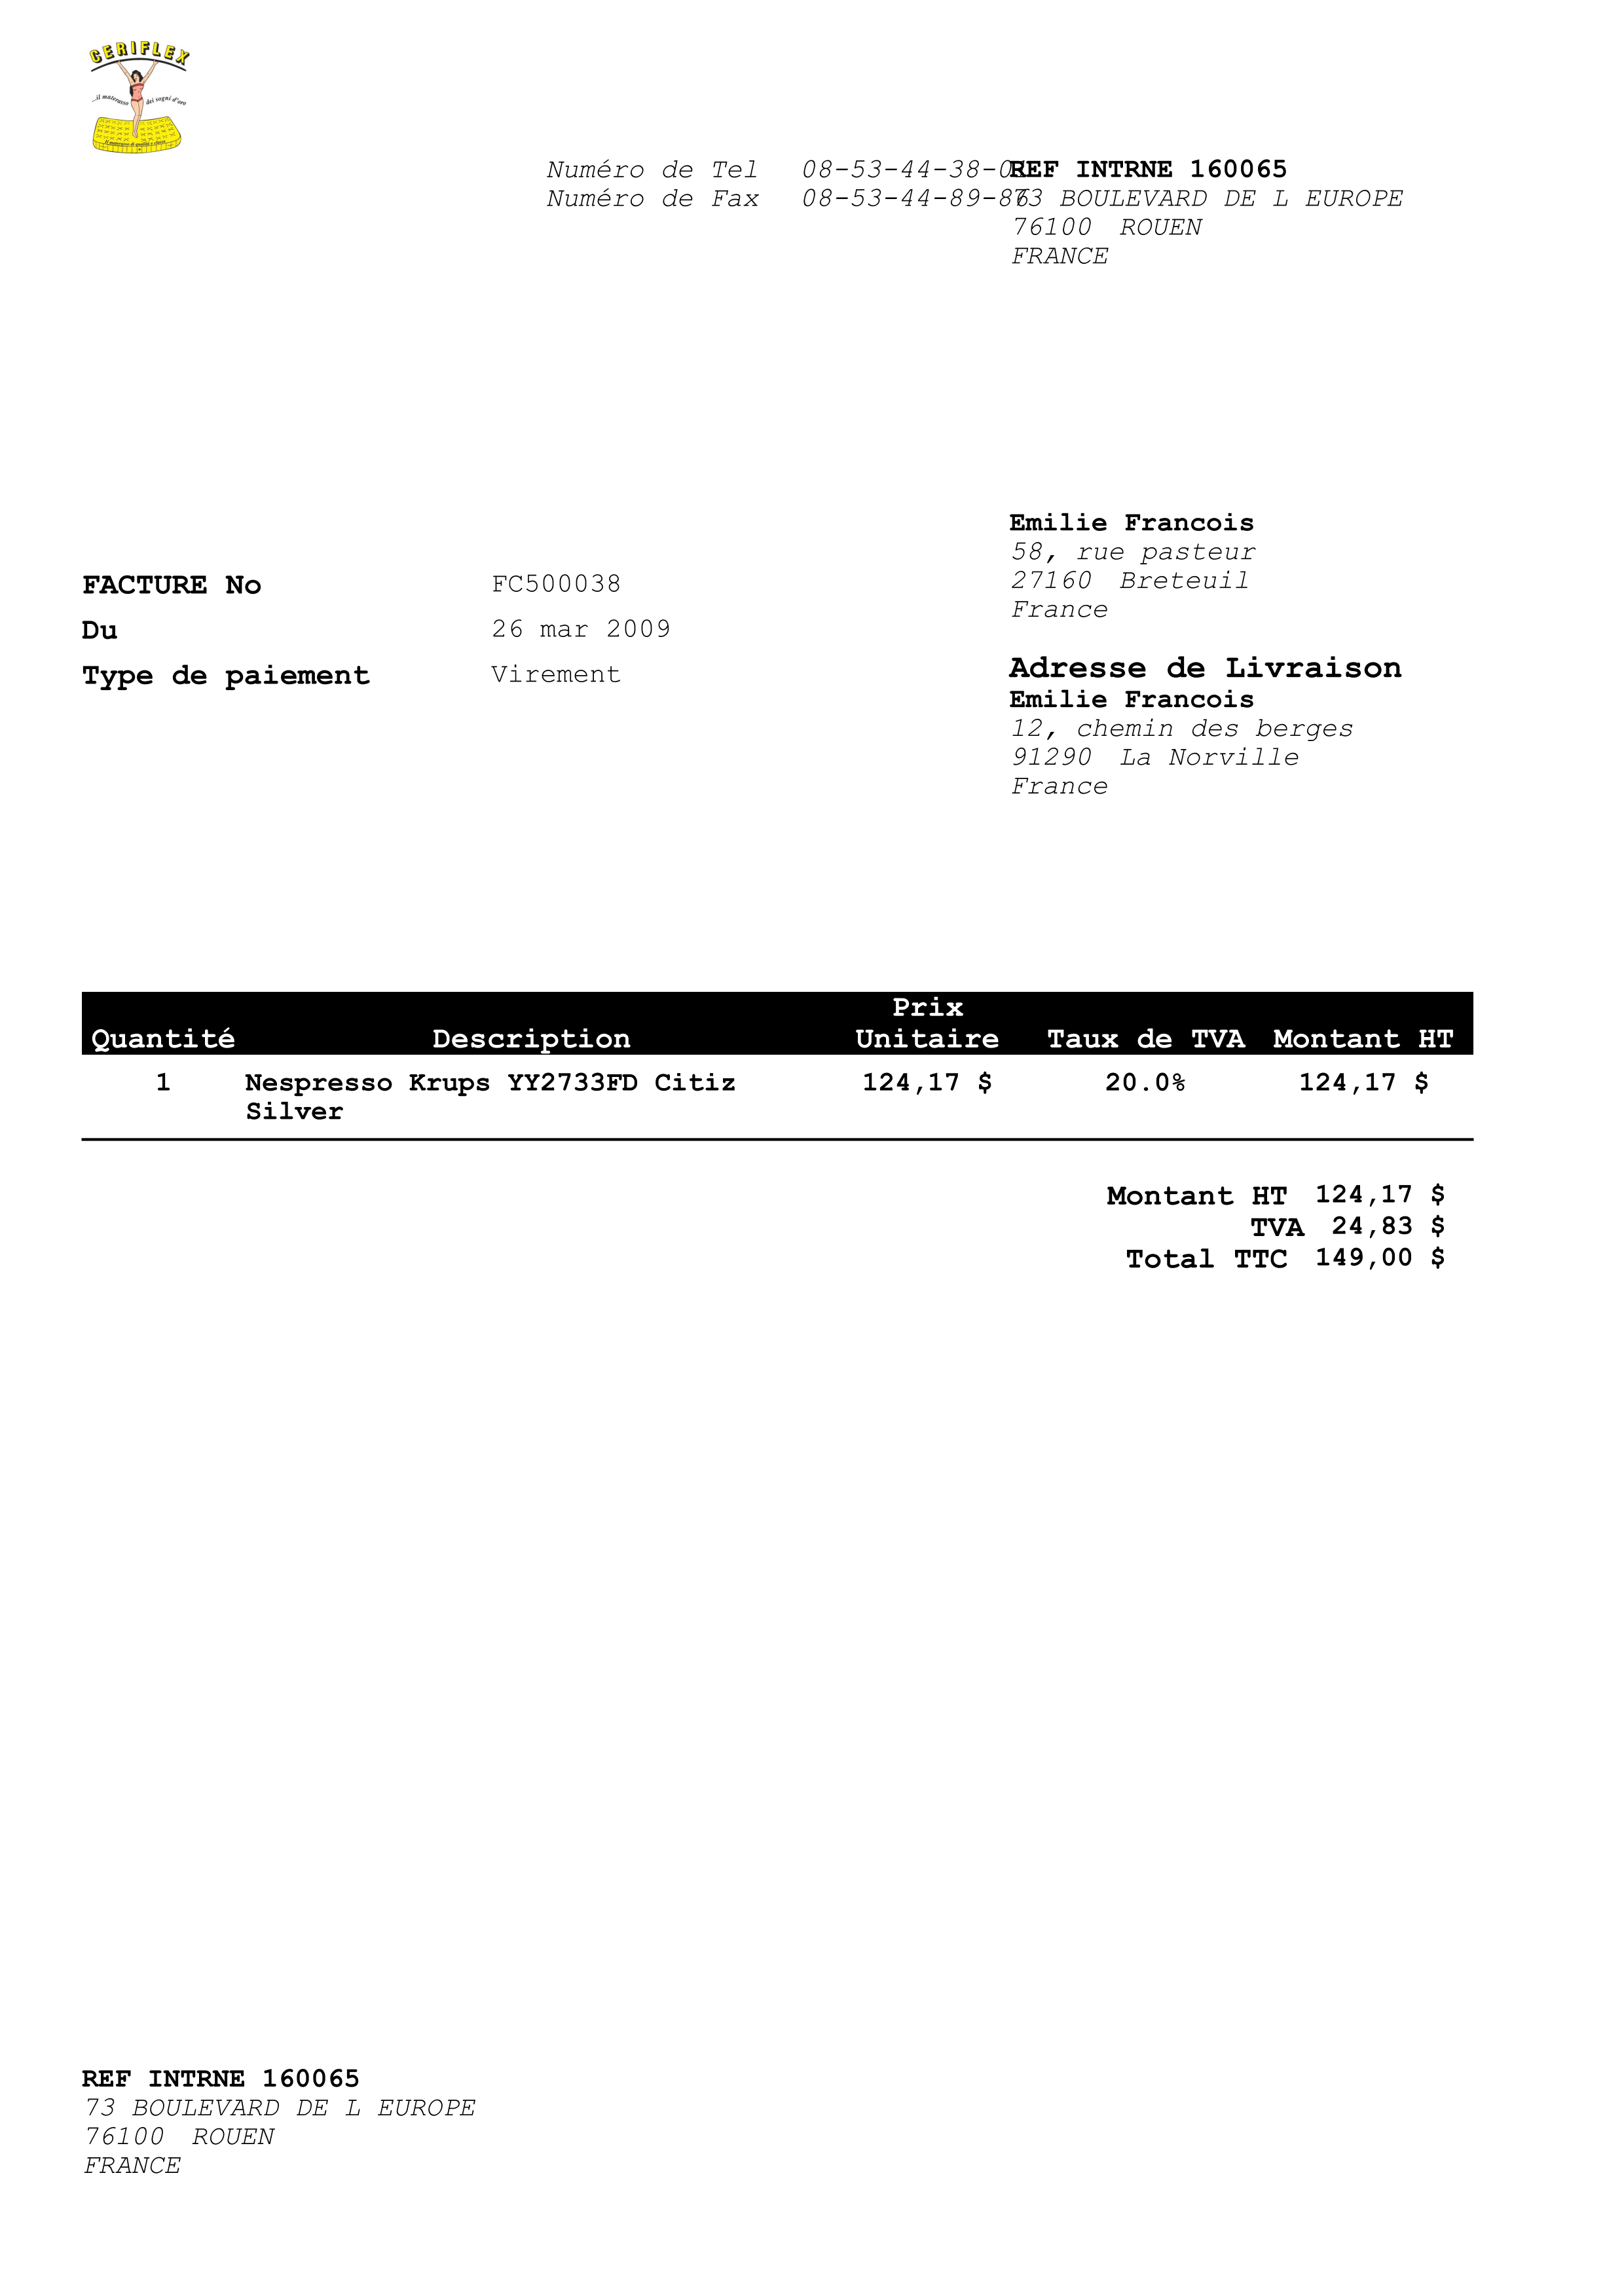 CERIFLEX
...il materasso dei sogni d'oro
Numéro de Tel 08-53-44-38-0
Numéro de Fax 08-53-44-89-86
REF INTRNE 160065
73 BOULEVARD DE L EUROPE
76100 ROUEN
FRANCE
Emilie Francois
58, rue pasteur
27160 Breteuil
France
FACTURE No FC500038
Du 26 mar 2009
Type de paiement Virement
Adresse de Livraison
Emilie Francois
12, chemin des berges
91290 La Norville
France
Quantité Description Prix Unitaire Taux de TVA Montant HT
1 Nespresso Krups YY2733FD Citiz 124,17 $ 20.0% 124,17 $
Silver
Montant HT 124,17 $
TVA 24,83 $
Total TTC 149,00 $
REF INTRNE 160065
73 BOULEVARD DE L EUROPE
76100 ROUEN
FRANCE